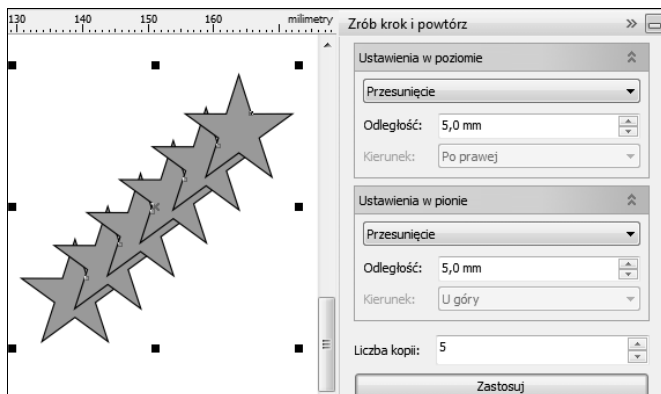 130 140 150 160 milimetry
Zrób krok i powtórz
Ustawienia w poziomie
Przesunięcie
Odległość: 5,0 mm
Kierunek: Po prawej
Ustawienia w pionie
Przesunięcie
Odległość: 5,0 mm
Kierunek: U góry
Liczba kopii: 5
Zastosuj